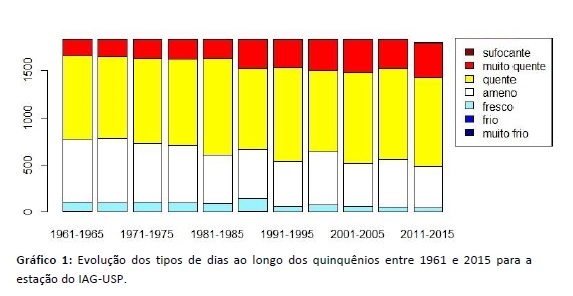 sufocante
muito quente
quente
ameno
fresco
frio
muito frio
1500
1000
500
0
1961-1965
1971-1975
1981-1985
1991-1995
2001-2005
2011-2015
Gráfico 1: Evolução dos tipos de dias ao longo dos quinquênios entre 1961 e 2015 para a
estação do IAG-USP.